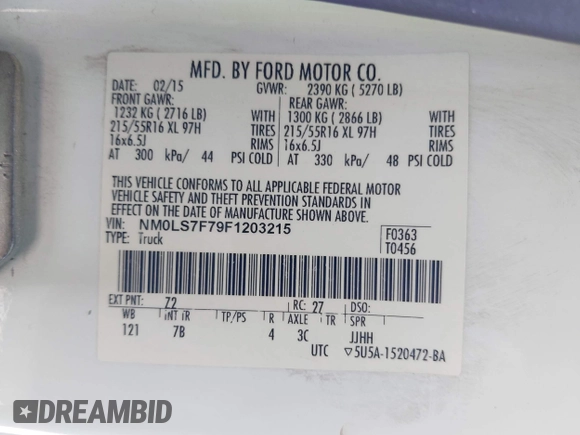 MFD. BY FORD MOTOR CO.
DATE: 02/15 GVWR: 2390 KG ( 5270 LB)
FRONT GAWR: REAR GAWR:
1232 KG ( 2716 LB) WITH 1300 KG ( 2866 LB) WITH
215/55R16 XL 97H TIRES 215/55R16 XL 97H TIRES
16x6.5J RIMS 16x6.5J RIMS
AT 300 kPa/ 44 PSI COLD AT 330 kPa/ 48 PSI COLD
THIS VEHICLE CONFORMS TO ALL APPLICABLE FEDERAL MOTOR
VEHICLE SAFETY AND THEFT PREVENTION STANDARDS IN
EFFECT ON THE DATE OF MANUFACTURE SHOWN ABOVE.
VIN: NM0LS7F79F1203215 F0363
TYPE: Truck T0456
EXT PNT: Z2 RC: 27 DSO:
WB INT TR TP/PS R AXLE TR SPR
121 7B 4 3C JJHH
UTC ▽5U5A-1520472-BA
DREAMBID